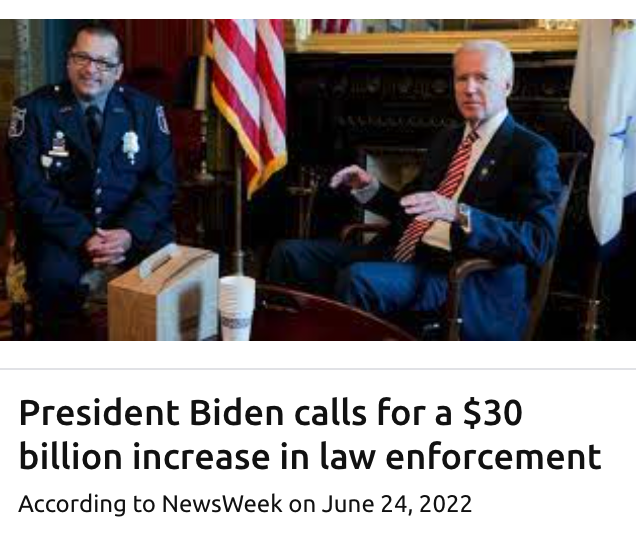 President Biden calls for a $30
billion increase in law enforcement
According to NewsWeek on June 24, 2022